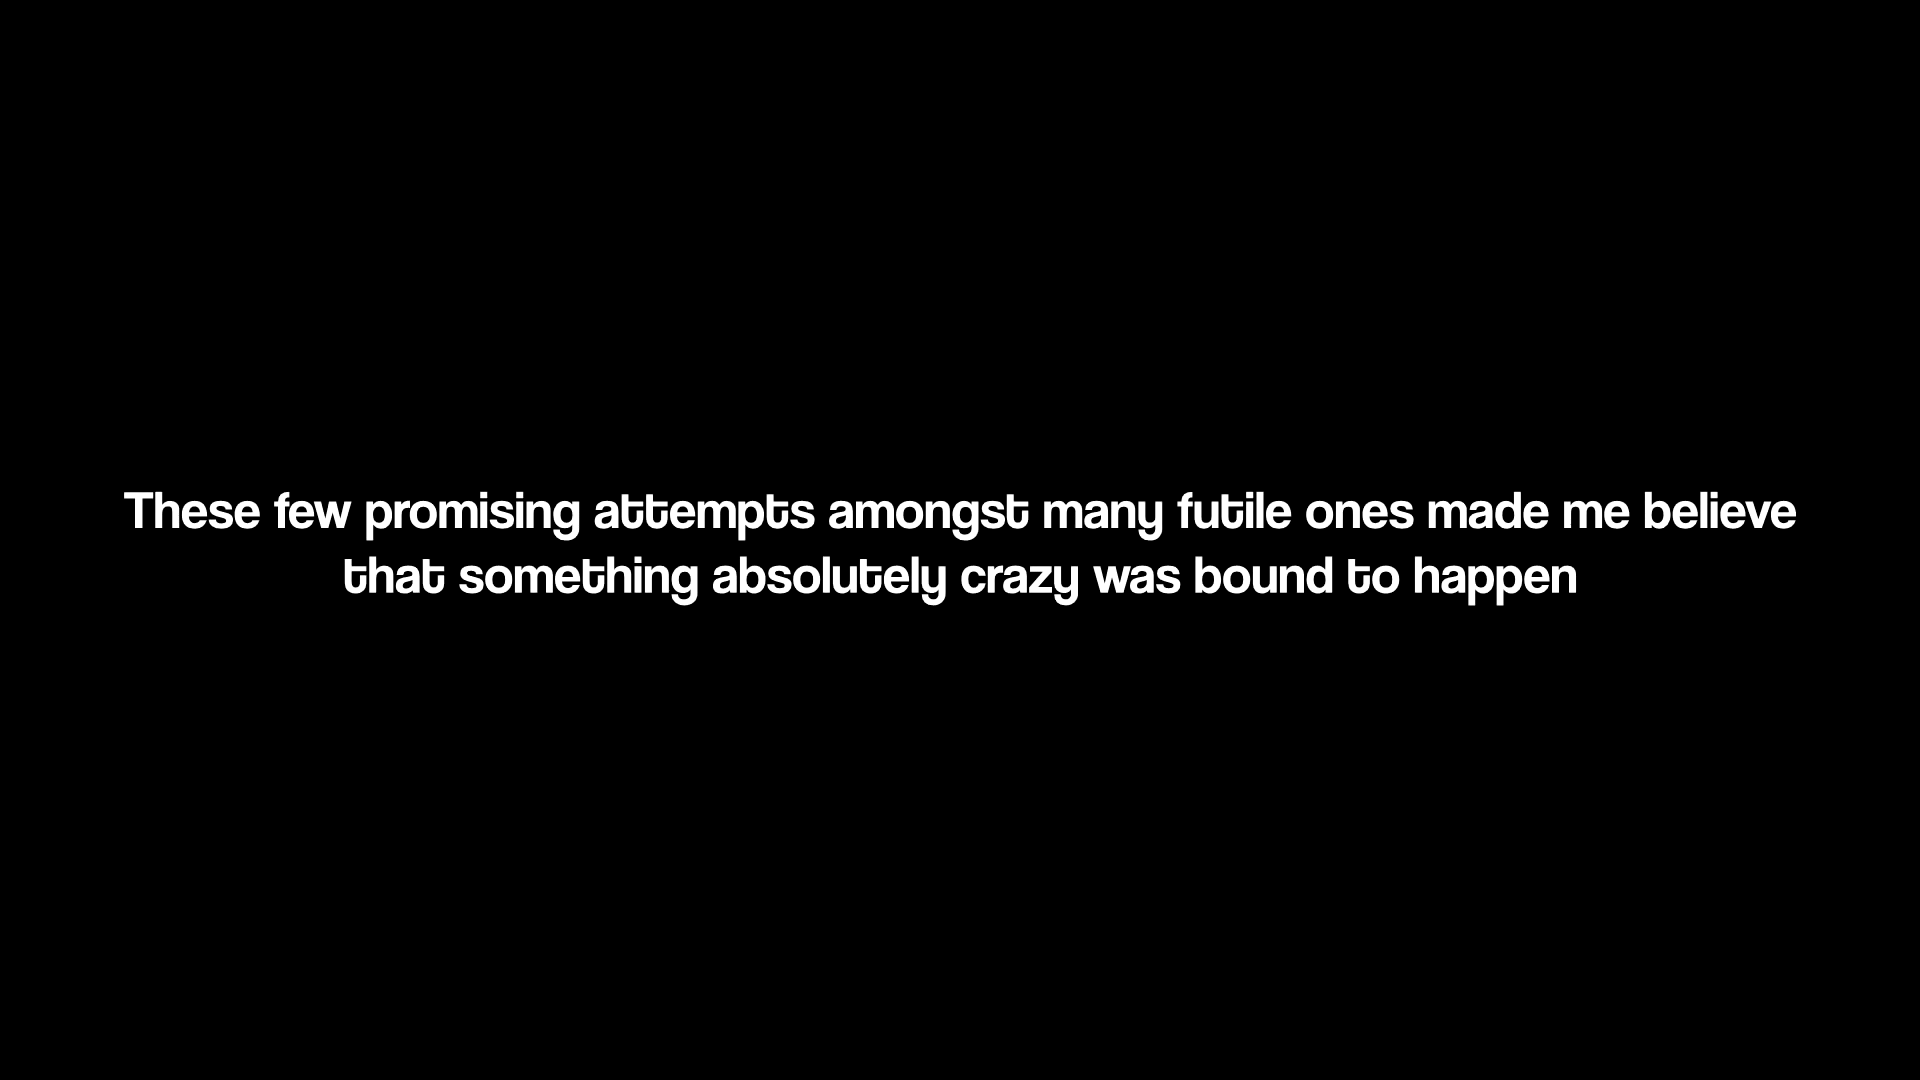 These few promising attempts amongst many futile ones made me believe
that something absolutely crazy was bound to happen